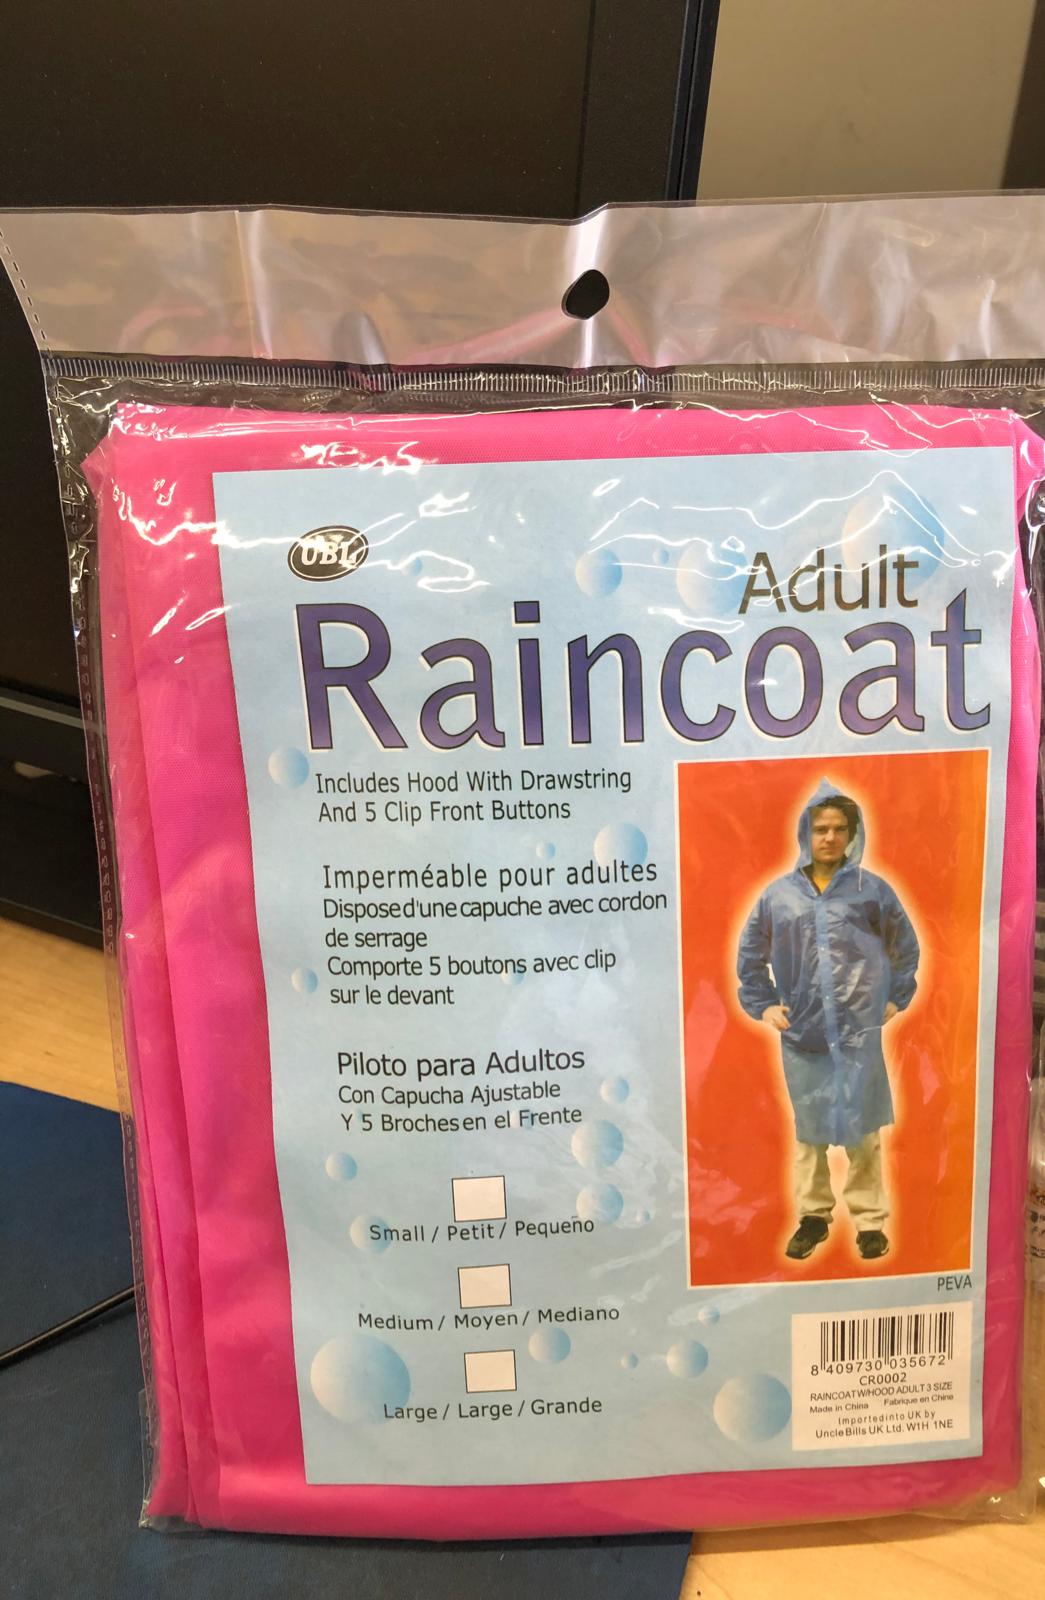 UBL
Adult
Raincoat
Includes Hood With Drawstring
And 5 Clip Front Buttons
Imperméable pour adultes
Dispose d'une capuche avec cordon
de serrage
Comporte 5 boutons avec clip
sur le devant
Piloto para Adultos
Con Capucha Ajustable
Y 5 Broches en el Frente
Small / Petit / Pequeño
Medium / Moyen / Mediano
Large / Large / Grande
PEVA
8 409730 035672
CR0002
RAINCOAT W/HOOD ADULT 3 SIZE
Made in China Fabrique en Chine
Imported into UK by
Uncle Bills UK Ltd. W1H 1NE